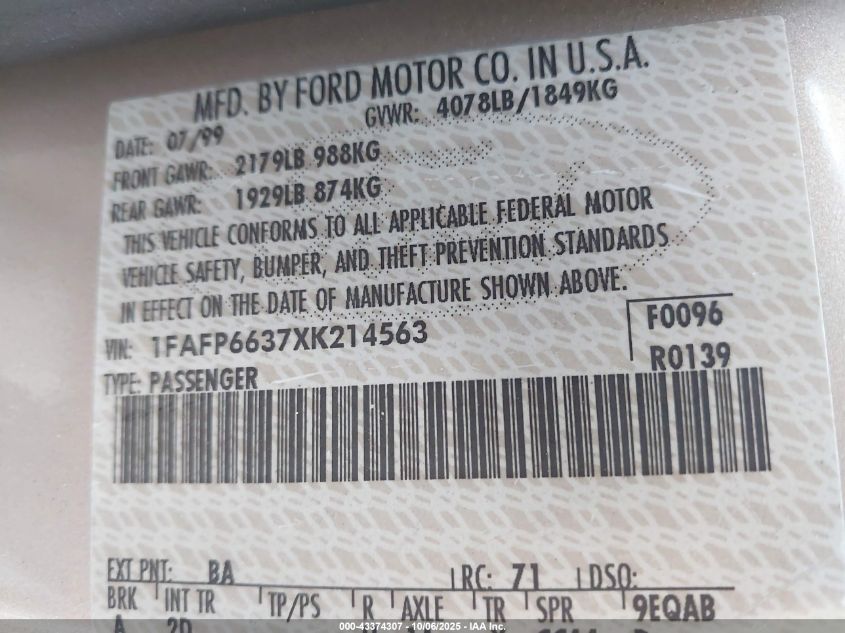 MFD. BY FORD MOTOR CO. IN U.S.A.
DATE: 07/99 GVWR: 4078LB/1849KG
FRONT GAWR: 2179LB 988KG
REAR GAWR: 1929LB 874KG
THIS VEHICLE CONFORMS TO ALL APPLICABLE FEDERAL MOTOR
VEHICLE SAFETY, BUMPER, AND THEFT PREVENTION STANDARDS
IN EFFECT ON THE DATE OF MANUFACTURE SHOWN ABOVE.
VIN: 1FAFP6637XK214563 F0096
TYPE: PASSENGER R0139
EXT PNT: BA RC: 71 DSO:
BRK INT TR TP/PS R AXLE TR SPR 9EQAB
A 2D
000-43374307 - 10/06/2025 - IAA Inc.